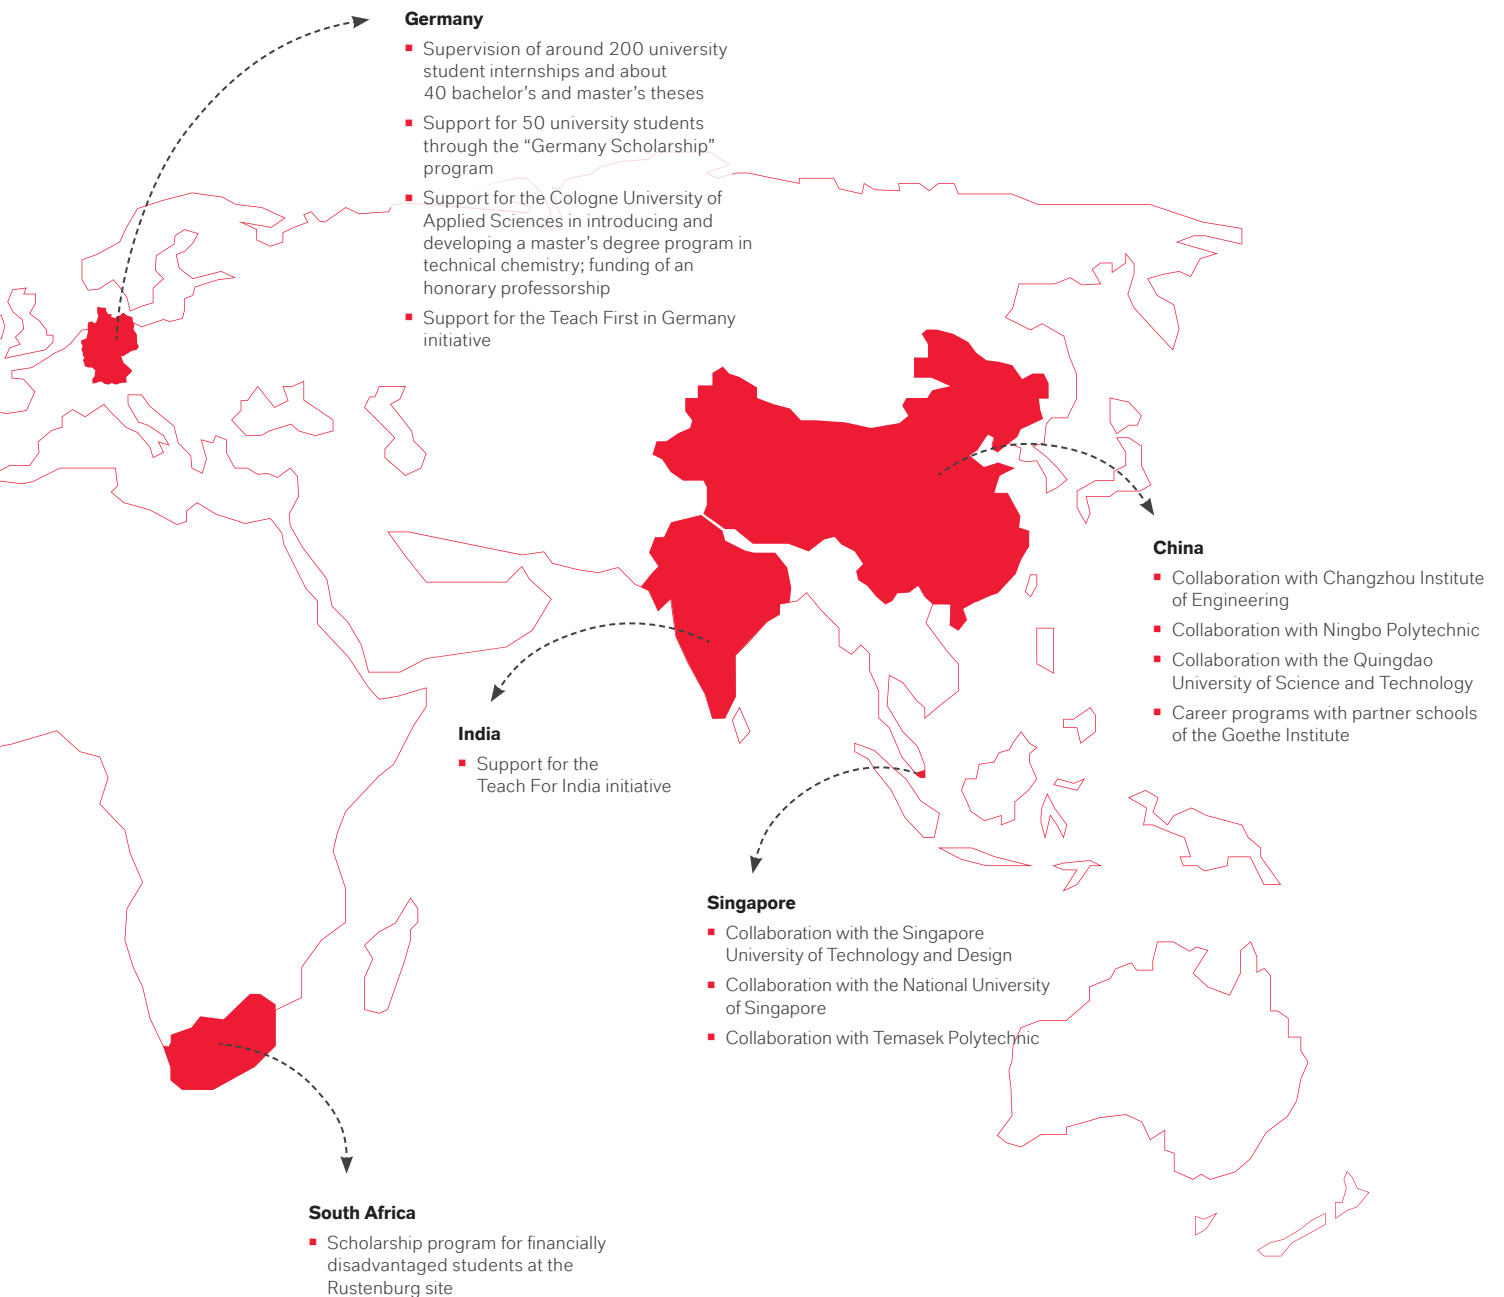 Germany
▪ Supervision of around 200 university
student internships and about
40 bachelor’s and master’s theses
▪ Support for 50 university students
through the “Germany Scholarship”
program
▪ Support for the Cologne University of
Applied Sciences in introducing and
developing a master’s degree program in
technical chemistry; funding of an
honorary professorship
▪ Support for the Teach First in Germany
initiative
China
▪ Collaboration with Changzhou Institute
of Engineering
▪ Collaboration with Ningbo Polytechnic
▪ Collaboration with the Quingdao
University of Science and Technology
▪ Career programs with partner schools
of the Goethe Institute
India
▪ Support for the
Teach For India initiative
Singapore
▪ Collaboration with the Singapore
University of Technology and Design
▪ Collaboration with the National University
of Singapore
▪ Collaboration with Temasek Polytechnic
South Africa
▪ Scholarship program for financially
disadvantaged students at the
Rustenburg site